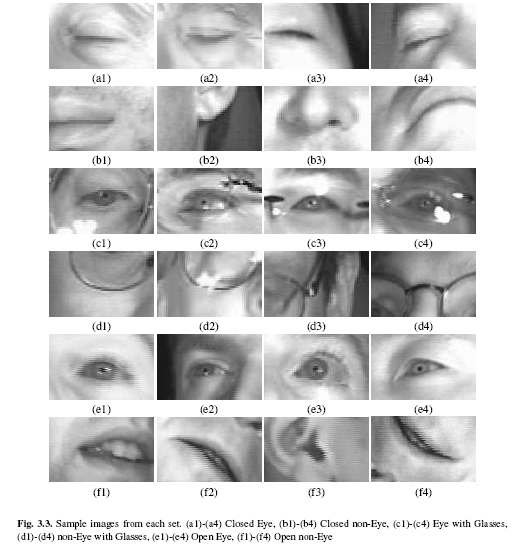 (a1) (a2) (a3) (a4)
(b1) (b2) (b3) (b4)
(c1) (c2) (c3) (c4)
(d1) (d2) (d3) (d4)
(e1) (e2) (e3) (e4)
(f1) (f2) (f3) (f4)
Fig. 3.3. Sample images from each set. (a1)-(a4) Closed Eye, (b1)-(b4) Closed non-Eye, (c1)-(c4) Eye with Glasses,
(d1)-(d4) non-Eye with Glasses, (e1)-(e4) Open Eye, (f1)-(f4) Open non-Eye